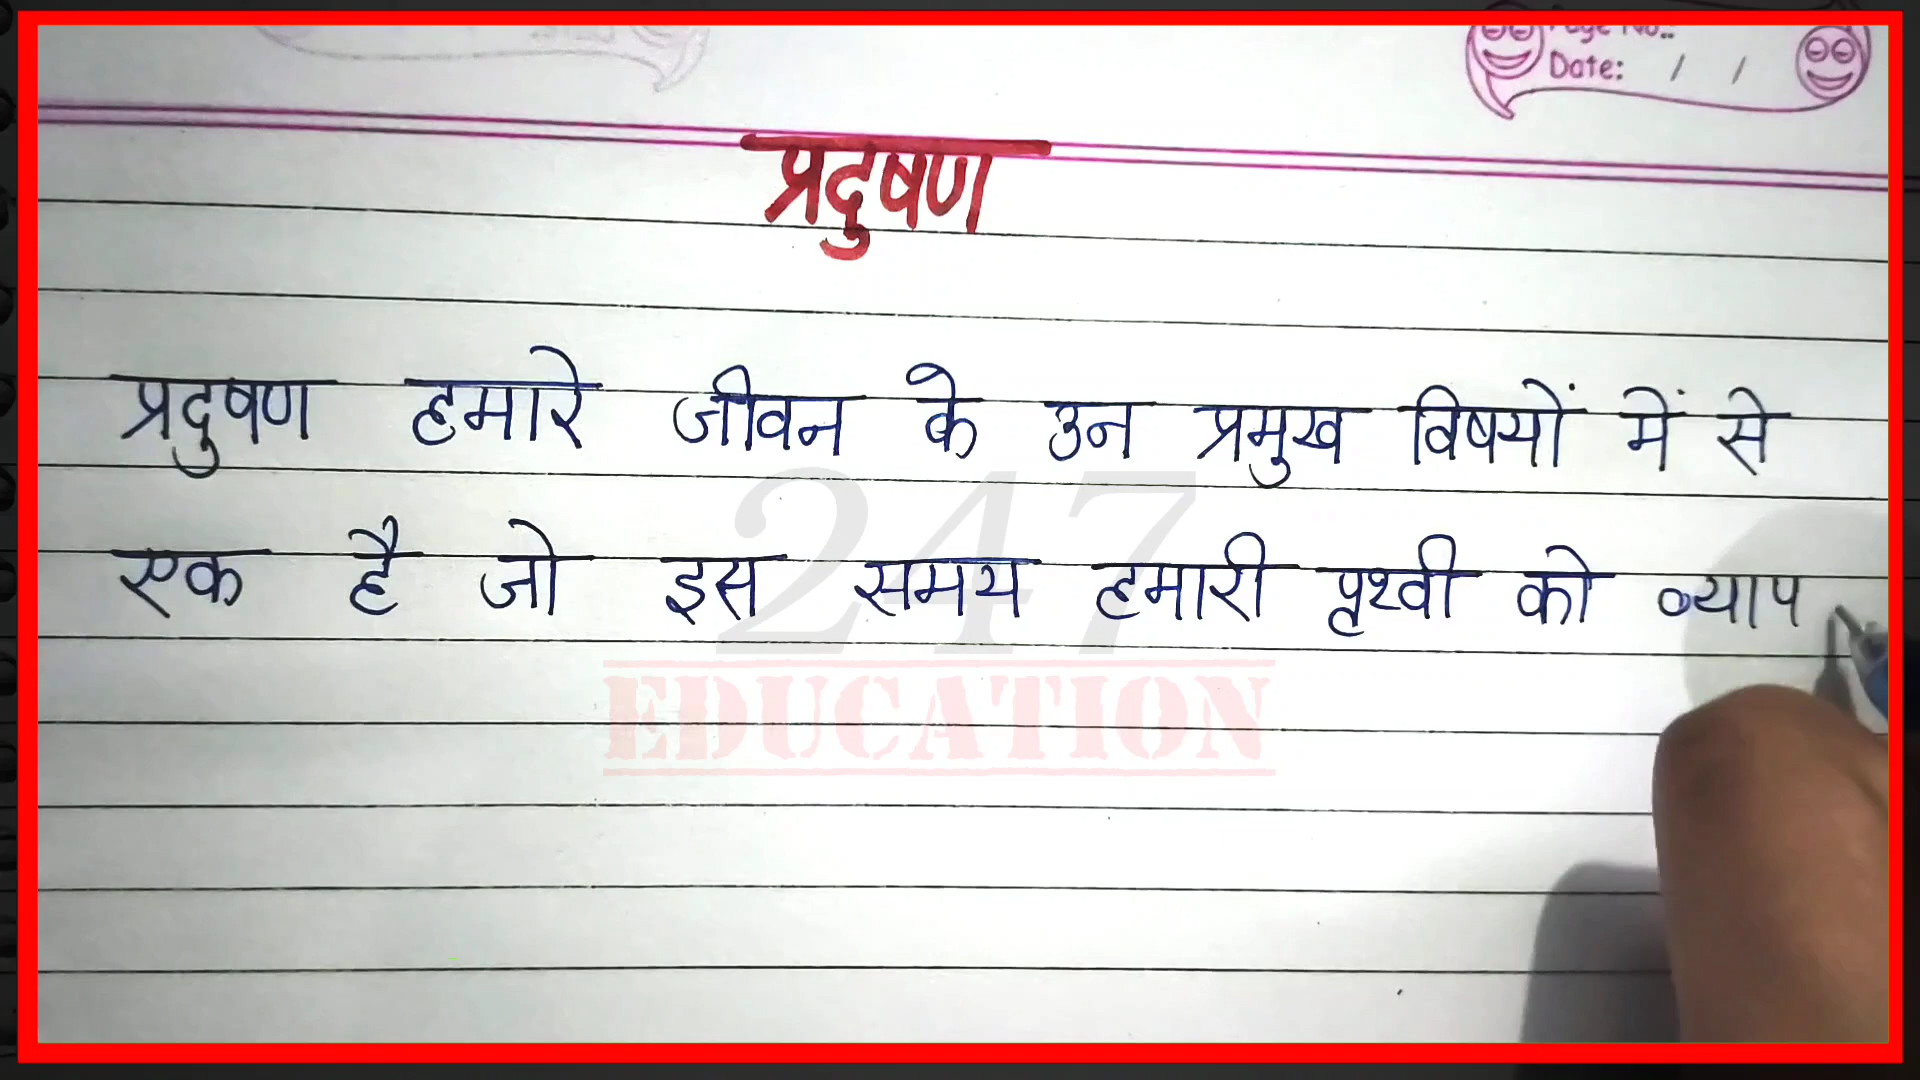 Date: / /
प्रदुषण
प्रदुषण हमारे जीवन के उन प्रमुख विषयों में से
एक है जो इस समय हमारी पृथ्वी को व्याप
247
EDUCATION